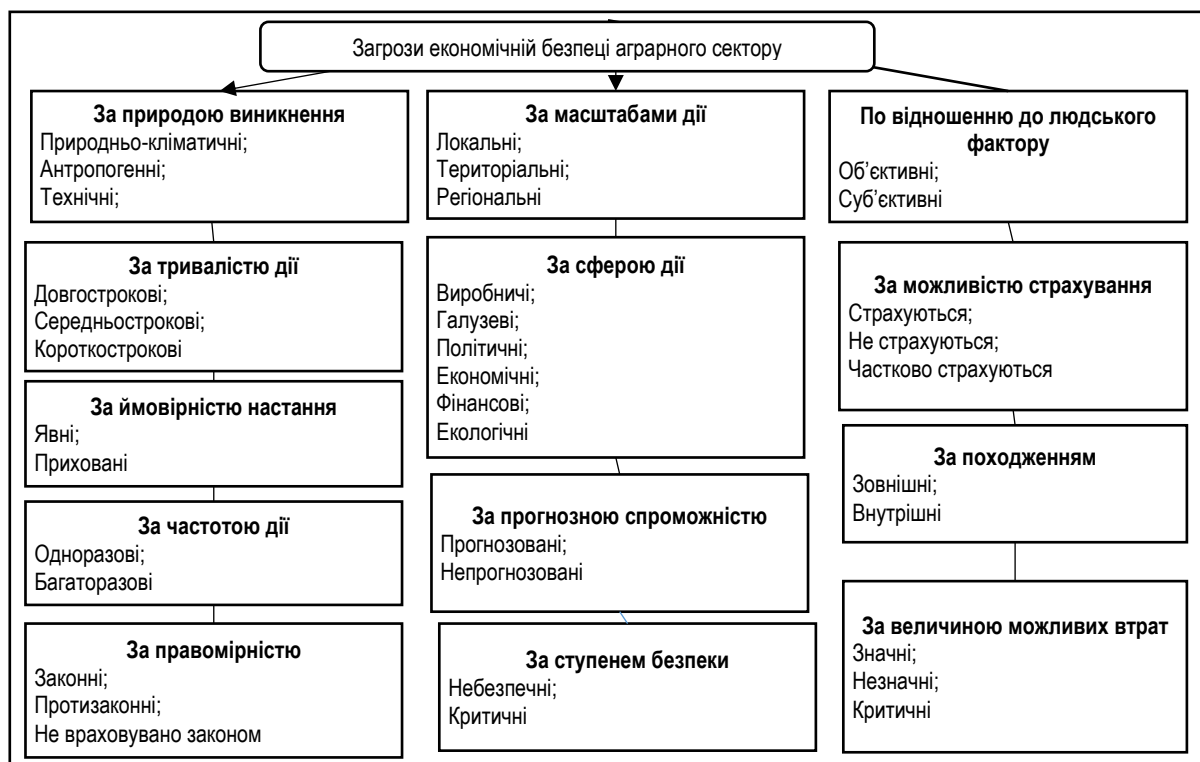 Загрози економічній безпеці аграрного сектору
За природою виникнення
Природньо-кліматичні;
Антропогенні;
Технічні;
За тривалістю дії
Довгострокові;
Середньострокові;
Короткострокові
За ймовірністю настання
Явні;
Приховані
За частотою дії
Одноразові;
Багаторазові
За правомірністю
Законні;
Протизаконні;
Не враховувано законом
За масштабами дії
Локальні;
Територіальні;
Регіональні
За сферою дії
Виробничі;
Галузеві;
Політичні;
Економічні;
Фінансові;
Екологічні
За прогнозною спроможністю
Прогнозовані;
Непрогнозовані
За ступенем безпеки
Небезпечні;
Критичні
По відношенню до людського
фактору
Об’єктивні;
Суб’єктивні
За можливістю страхування
Страхуються;
Не страхуються;
Частково страхуються
За походженням
Зовнішні;
Внутрішні
За величиною можливих втрат
Значні;
Незначні;
Критичні